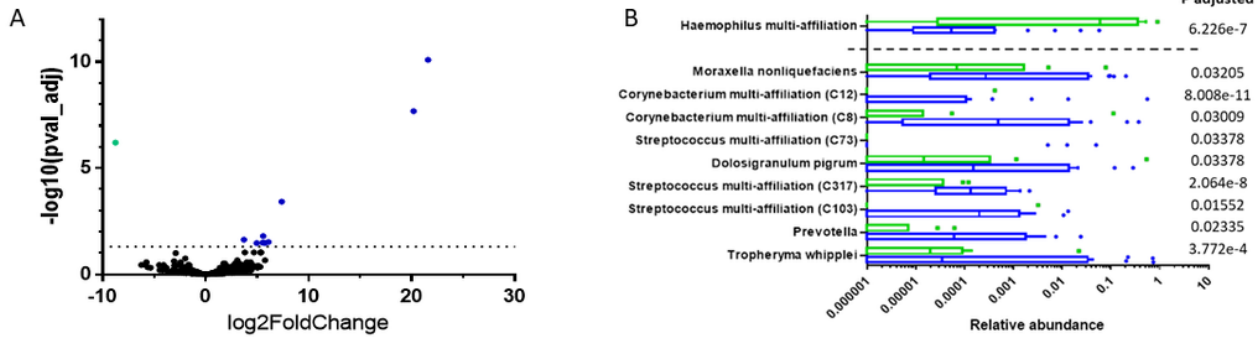 A
-log10(pval_adj)
10
5
0
-10
0
10
20
30
log2FoldChange
B
adjusted
Haemophilus multi-affiliation 6.226e-7
Moraxella nonliquefaciens 0.03205
Corynebacterium multi-affiliation (C12) 8.008e-11
Corynebacterium multi-affiliation (C8) 0.03009
Streptococcus multi-affiliation (C73) 0.03378
Dolosigranulum pigrum 0.03378
Streptococcus multi-affiliation (C317) 2.064e-8
Streptococcus multi-affiliation (C103) 0.01552
Prevotella 0.02335
Tropheryma whipplei 3.772e-4
0.000001
0.00001
0.0001
0.001
0.01
0.1
1
10
Relative abundance